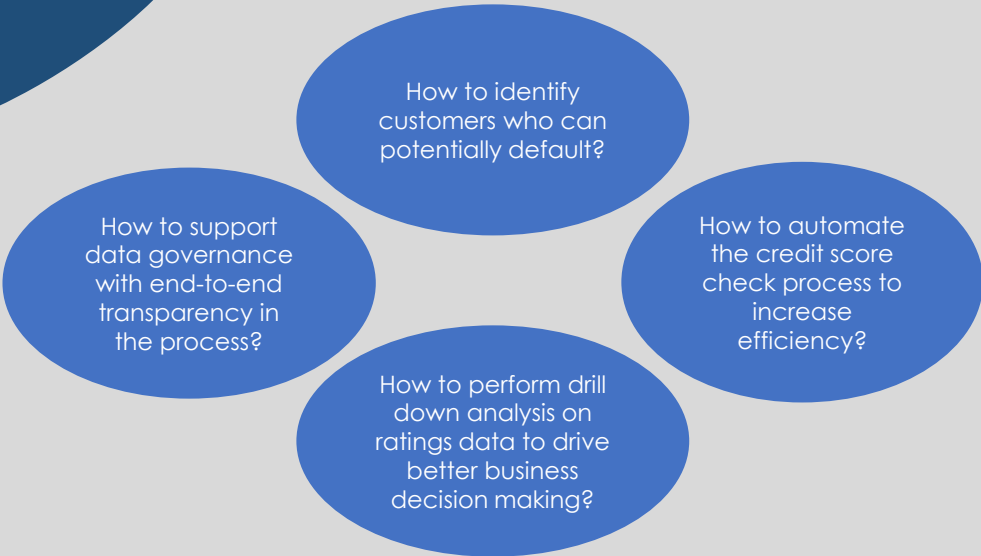 How to identify
customers who can
potentially default?
How to support
data governance
with end-to-end
transparency in
the process?
How to automate
the credit score
check process to
increase
efficiency?
How to perform drill
down analysis on
ratings data to drive
better business
decision making?